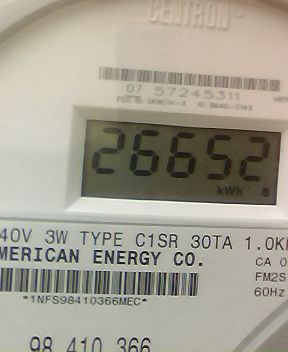 CENTRON®
07 57245311
26652
kWh
40V 3W TYPE C1SR 30TA 1.0K
MERICAN ENERGY CO.
CA 0
FM2S
*1NFS98410366MEC*
60Hz
98 410 366